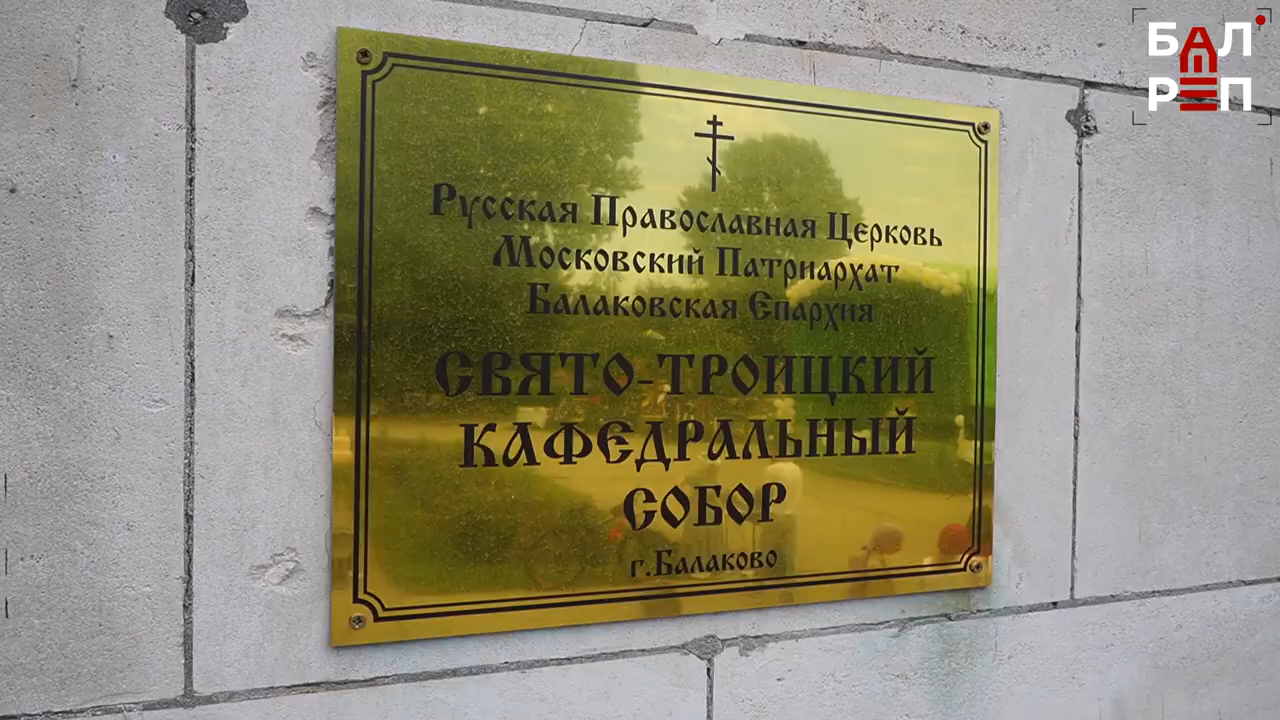 Русская Православная Церковь
Московский Патриархат
Балаковская Епархия
СВЯТО-ТРОИЦКИЙ
КАФЕДРАЛЬНЫЙ
СОБОР
г.Балаково
БАЛ
РЕП